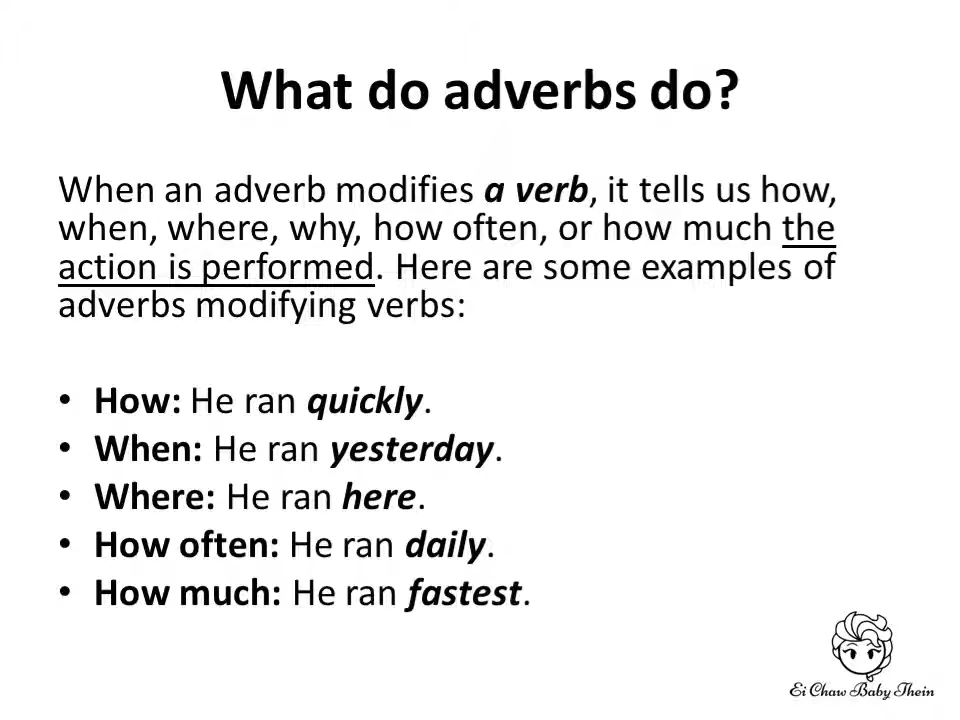 What do adverbs do?
When an adverb modifies a verb, it tells us how,
when, where, why, how often, or how much the
action is performed. Here are some examples of
adverbs modifying verbs:
• How: He ran quickly.
• When: He ran yesterday.
• Where: He ran here.
• How often: He ran daily.
• How much: He ran fastest.
Ei Chaw Baby Thein